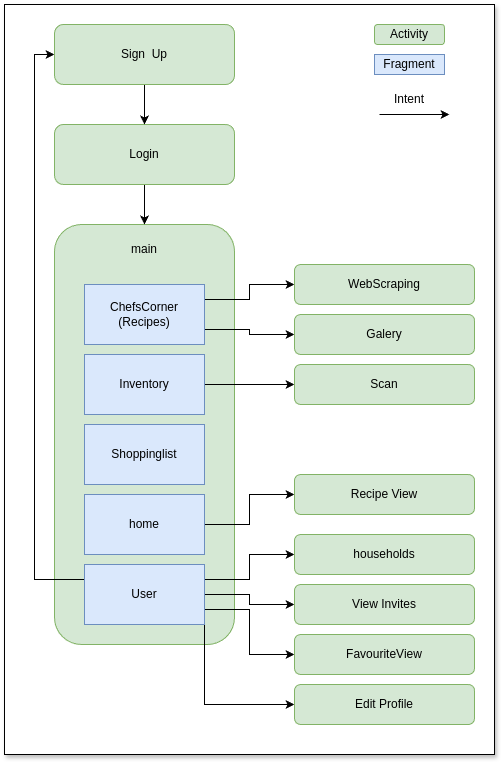 Sign Up
Activity
Fragment
Intent
Login
main
ChefsCorner
(Recipes)
WebScraping
Galery
Inventory
Scan
Shoppinglist
home
Recipe View
User
households
View Invites
FavouriteView
Edit Profile